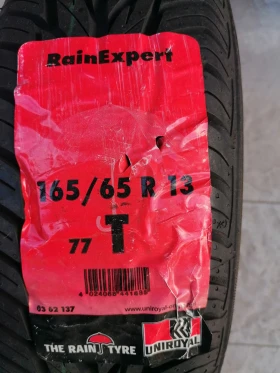 RainExpert
165/65 R 13
77 T
03 62 137
THE RAIN TYRE
UNIROYAL